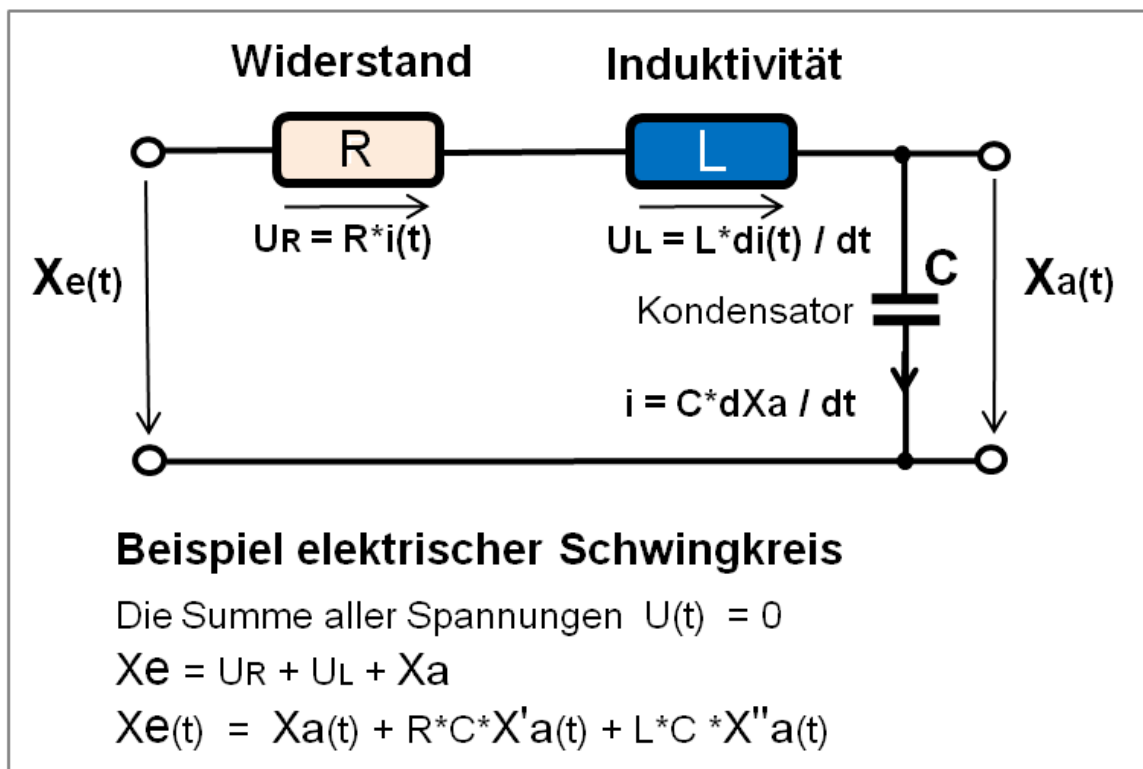 Widerstand
Induktivität
R
L
UR = R*i(t)
UL = L*di(t) / dt
Xe(t)
C
Xa(t)
Kondensator
i = C*dXa / dt
Beispiel elektrischer Schwingkreis
Die Summe aller Spannungen U(t) = 0
Xe = UR + UL + Xa
Xe(t) = Xa(t) + R*C*X'a(t) + L*C *X''a(t)